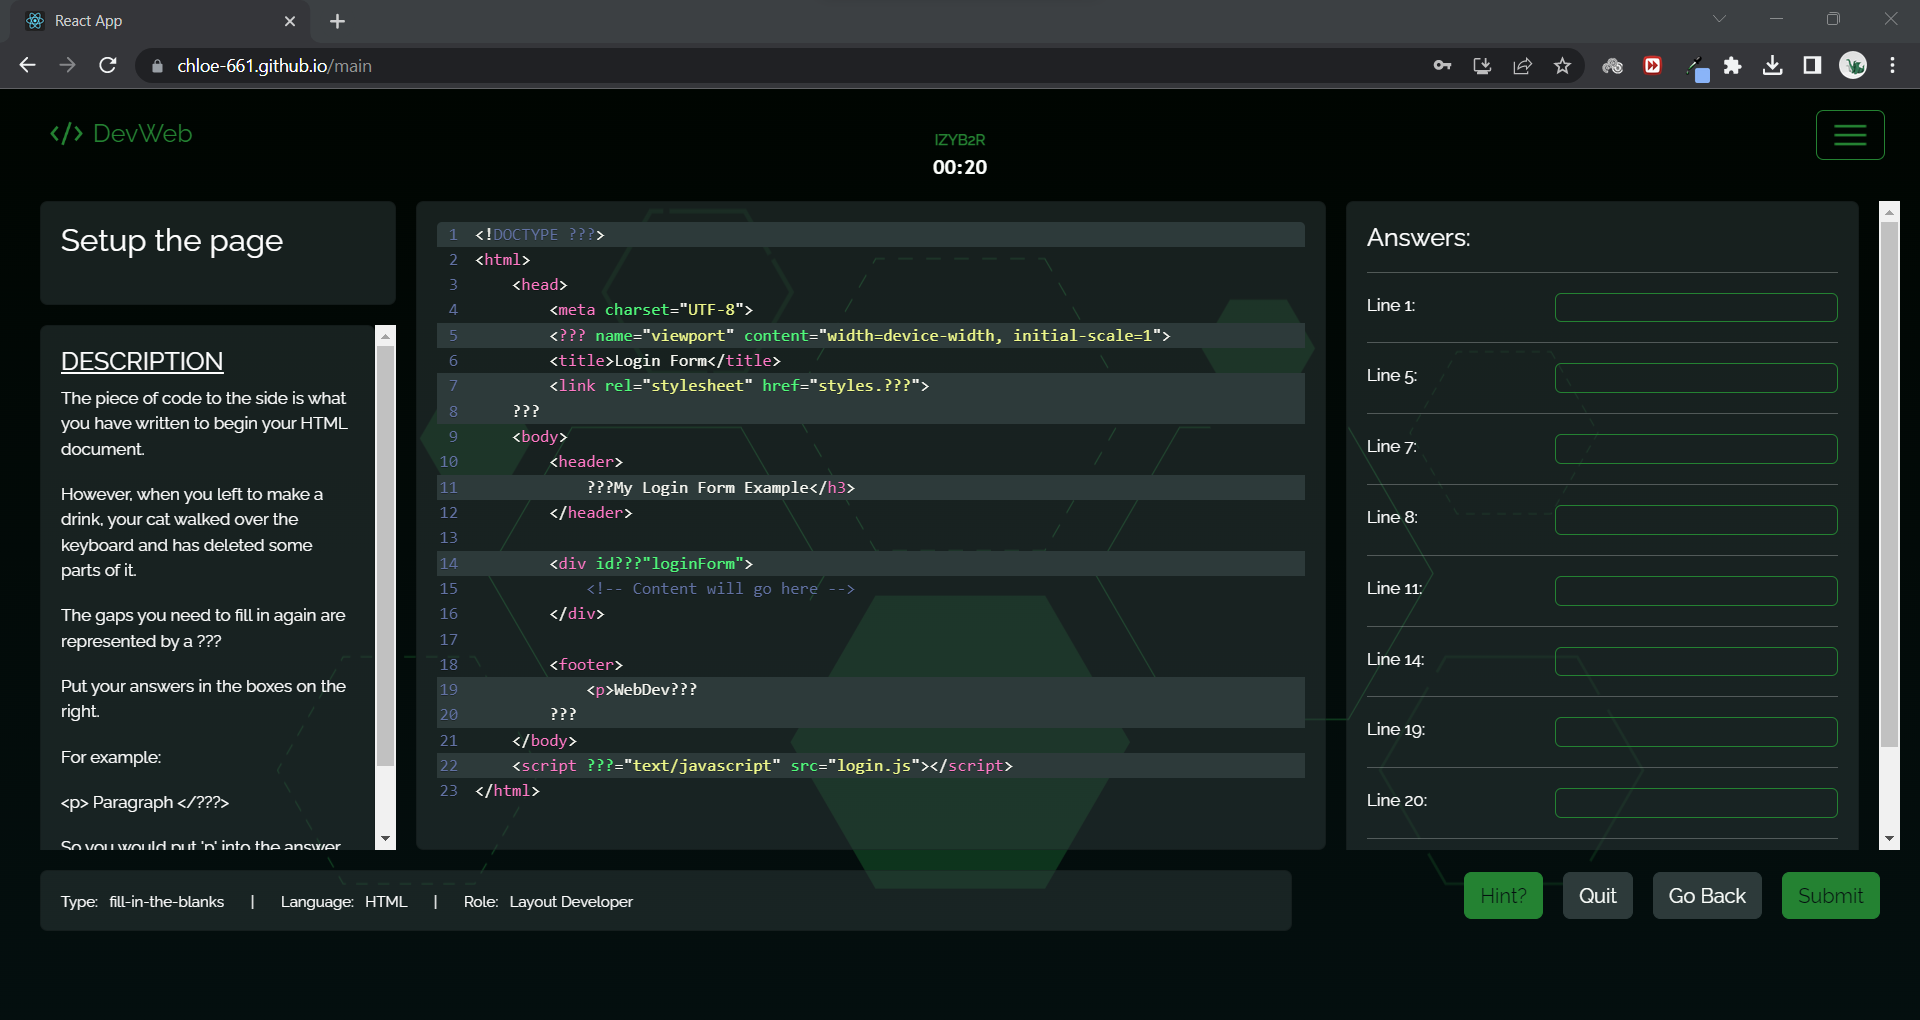 React App
chloe-661.github.io/main
</> DevWeb
IZYB2R
00:20
Setup the page
DESCRIPTION
The piece of code to the side is what
you have written to begin your HTML
document.
However, when you left to make a
drink, your cat walked over the
keyboard and has deleted some
parts of it.
The gaps you need to fill in again are
represented by a ???
Put your answers in the boxes on the
right.
For example:
<p> Paragraph </???>
So you would put 'p' into the answer
1 <!DOCTYPE ???>
2 <html>
3 <head>
4 <meta charset="UTF-8">
5 <??? name="viewport" content="width=device-width, initial-scale=1">
6 <title>Login Form</title>
7 <link rel="stylesheet" href="styles.???">
8 ???
9 <body>
10 <header>
11 ???My Login Form Example</h3>
12 </header>
13
14 <div id???"loginForm">
15 <!-- Content will go here -->
16 </div>
17
18 <footer>
19 <p>WebDev???
20 ???
21 </body>
22 <script ???="text/javascript" src="login.js"></script>
23 </html>
Answers:
Line 1:
Line 5:
Line 7:
Line 8:
Line 11:
Line 14:
Line 19:
Line 20:
Type: fill-in-the-blanks | Language: HTML | Role: Layout Developer
Hint?
Quit
Go Back
Submit